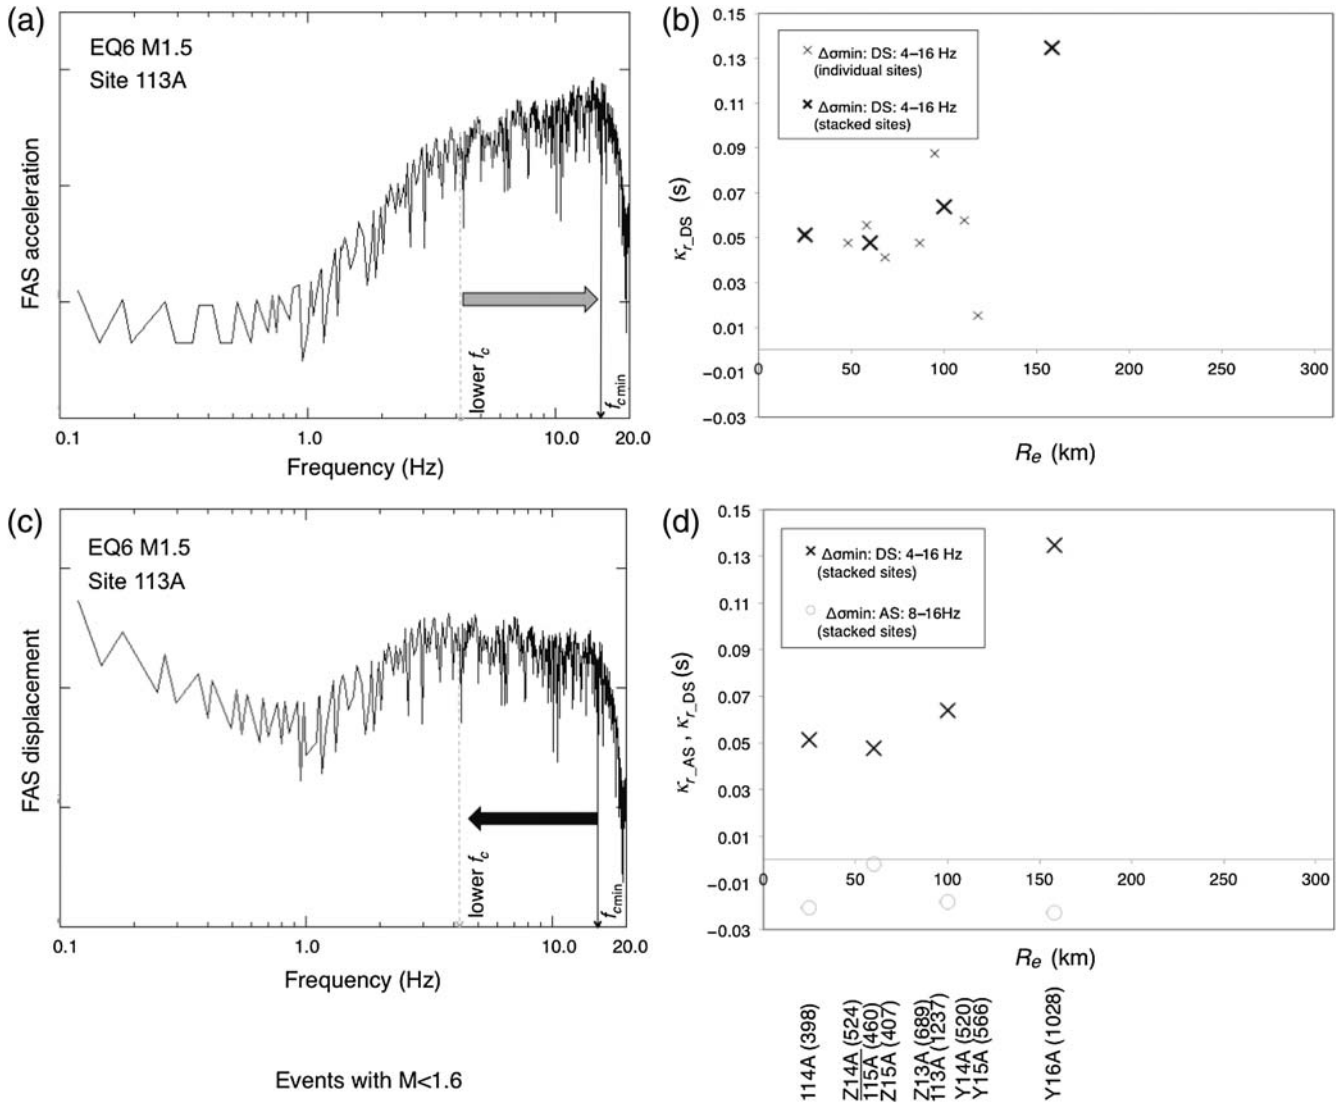 (a)
EQ6 M1.5
Site 113A
FAS acceleration
lower fc
fcmin
0.1
1.0
10.0
20.0
Frequency (Hz)
(b)
0.15
0.13
0.11
0.09
0.07
0.05
0.03
0.01
−0.01
−0.03
κr_DS (s)
Δσmin: DS: 4–16 Hz
(individual sites)
Δσmin: DS: 4–16 Hz
(stacked sites)
0
50
100
150
200
250
300
Re (km)
(c)
EQ6 M1.5
Site 113A
FAS displacement
lower fc
fcmin
0.1
1.0
10.0
20.0
Frequency (Hz)
Events with M<1.6
(d)
0.15
0.13
0.11
0.09
0.07
0.05
0.03
0.01
−0.01
−0.03
κr_AS , κr_DS (s)
Δσmin: DS: 4–16 Hz
(stacked sites)
Δσmin: AS: 8–16Hz
(stacked sites)
0
50
100
150
200
250
300
Re (km)
114A (398)
Z14A (524)
115A (460)
Z15A (407)
Z13A (689)
113A (1237)
Y14A (520)
Y15A (566)
Y16A (1028)